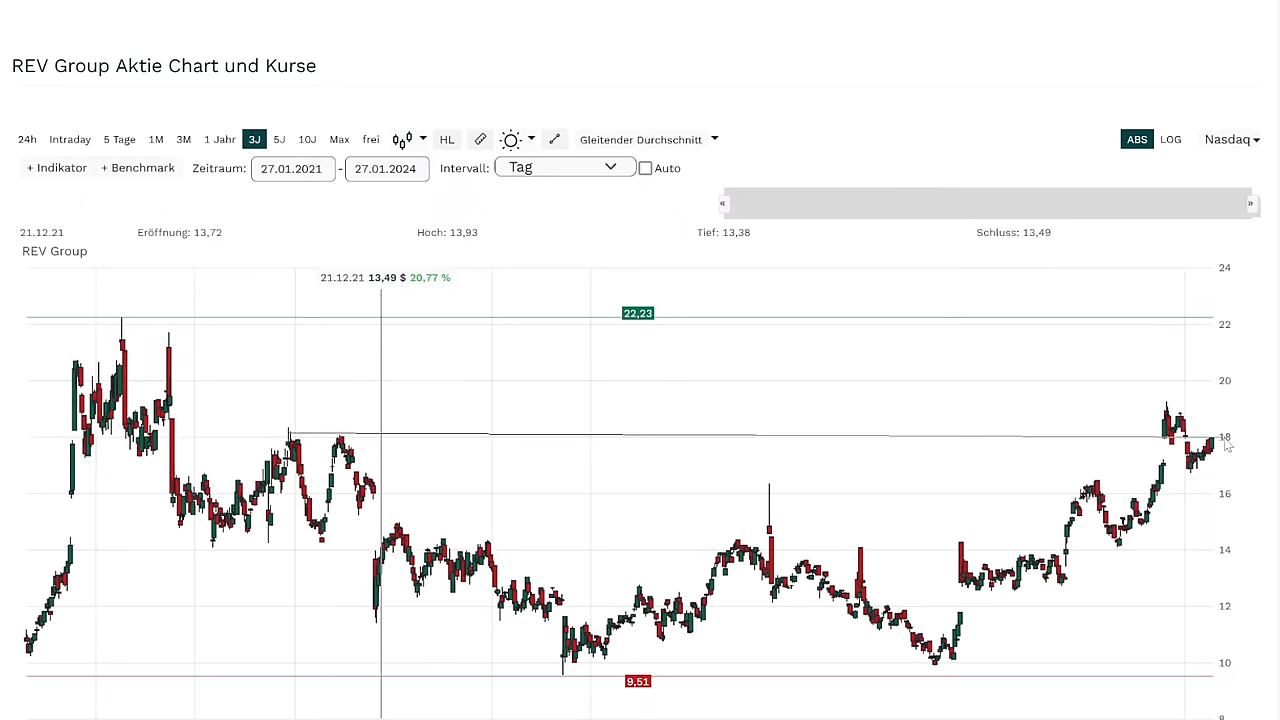 REV Group Aktie Chart und Kurse
24h Intraday 5 Tage 1M 3M 1 Jahr 3J 5J 10J Max frei HL Gleitender Durchschnitt ABS LOG Nasdaq
+ Indikator + Benchmark Zeitraum: 27.01.2021 - 27.01.2024 Intervall: Tag Auto
« »
21.12.21 Eröffnung: 13,72 Hoch: 13,93 Tief: 13,38 Schluss: 13,49
REV Group
24
21.12.21 13,49 $ 20,77 %
22,23
22
20
18
16
14
12
10
9,51
8